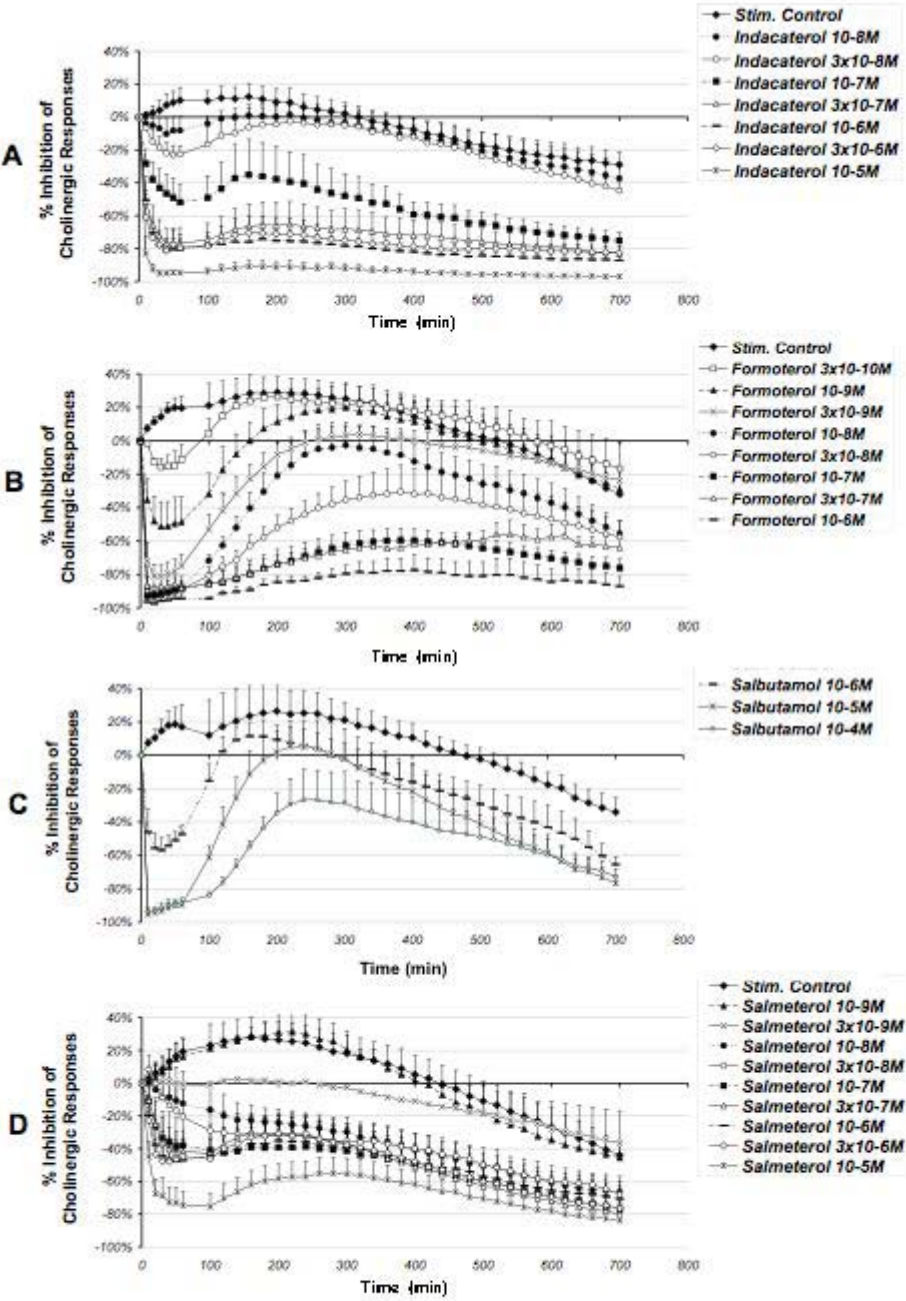 A
% Inhibition of
Cholinergic Responses
40%
20%
0%
-20%
-40%
-60%
-80%
-100%
0 100 200 300 400 500 600 700 800
Time (min)
Stim. Control
Indacaterol 10-8M
Indacaterol 3x10-8M
Indacaterol 10-7M
Indacaterol 3x10-7M
Indacaterol 10-6M
Indacaterol 3x10-6M
Indacaterol 10-5M
B
% Inhibition of
Cholinergic Responses
40%
20%
0%
-20%
-40%
-60%
-80%
-100%
0 100 200 300 400 500 600 700 800
Time (min)
Stim. Control
Formoterol 3x10-10M
Formoterol 10-9M
Formoterol 3x10-9M
Formoterol 10-8M
Formoterol 3x10-8M
Formoterol 10-7M
Formoterol 3x10-7M
Formoterol 10-6M
C
% Inhibition of
Cholinergic Responses
40%
20%
0%
-20%
-40%
-60%
-80%
-100%
0 100 200 300 400 500 600 700 800
Time (min)
Salbutamol 10-6M
Salbutamol 10-5M
Salbutamol 10-4M
D
% Inhibition of
Cholinergic Responses
40%
20%
0%
-20%
-40%
-60%
-80%
-100%
0 100 200 300 400 500 600 700 800
Time (min)
Stim. Control
Salmeterol 10-9M
Salmeterol 3x10-9M
Salmeterol 10-8M
Salmeterol 3x10-8M
Salmeterol 10-7M
Salmeterol 3x10-7M
Salmeterol 10-6M
Salmeterol 3x10-6M
Salmeterol 10-5M